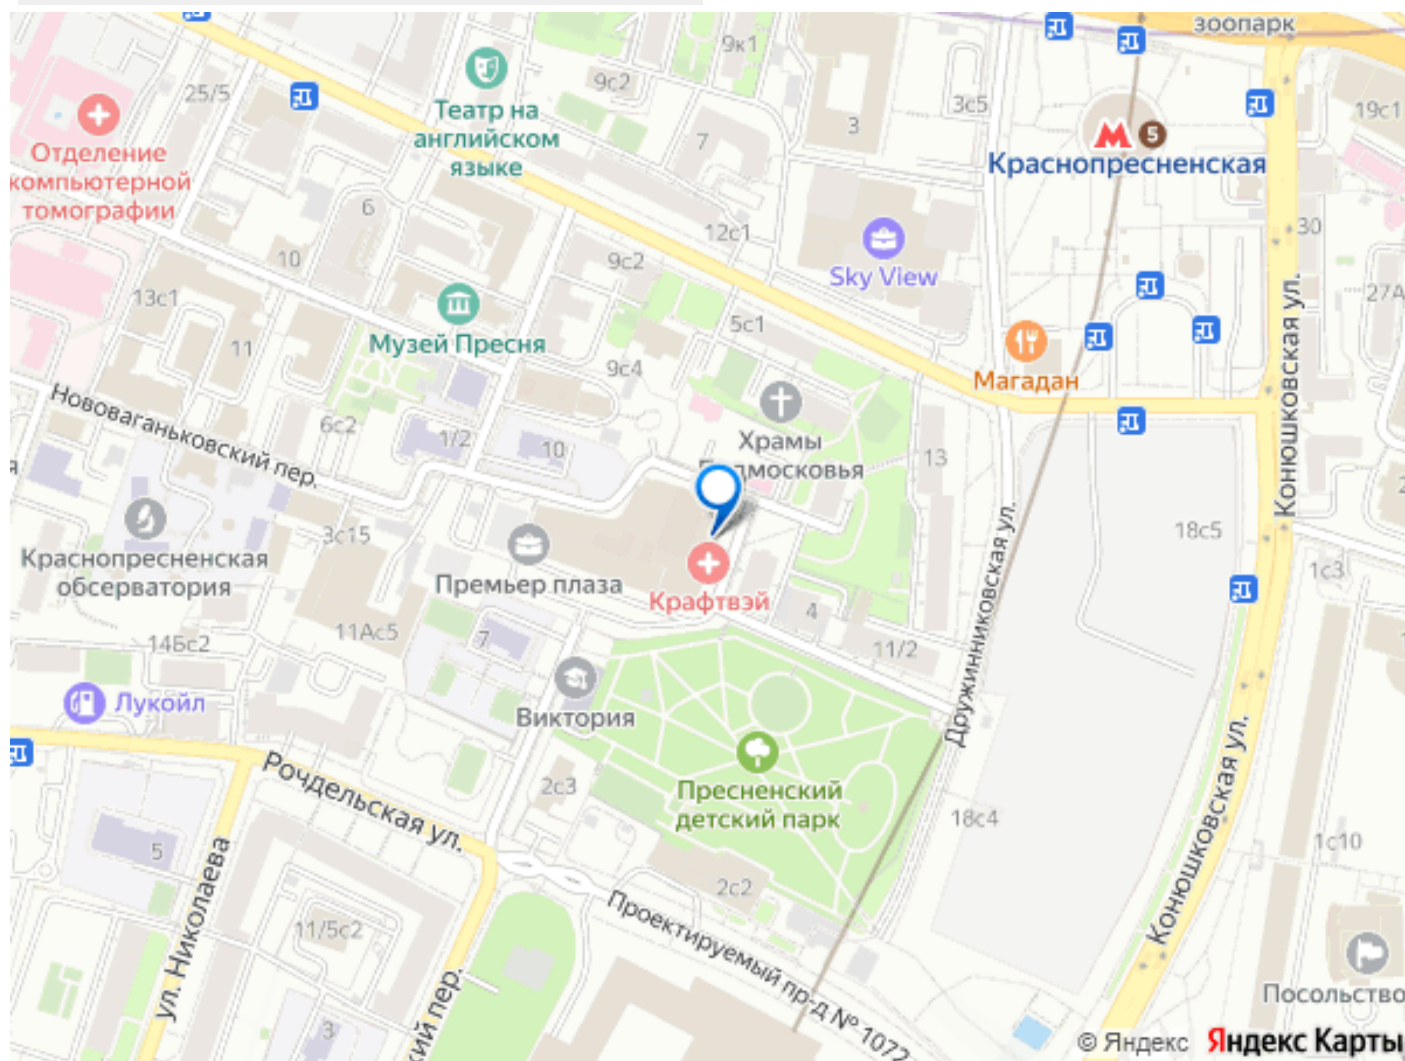 зоопарк
9к1
9с2
25/5
Театр на
английском
языке
3с5
3
7
19с1
5
Краснопресненская
Отделение
компьютерной
томографии
6
12с1
30
10
9с2
Sky View
13с1
27А
Музей Пресня
5с1
11
9с4
Магадан
Конюшковская ул.
Нововаганьковский пер.
6с2
1/2
10
Храмы
13
3с15
18с5
Краснопресненская
обсерватория
Премьер плаза
Крафтвэй
1с3
4
14Бс2
11Ас5
7
11/2
Дружинниковская ул.
Лукойл
Виктория
Рочдельская ул.
2с3
Пресненский
детский парк
18с4
Конюшковская ул.
1с10
5
ул. Николаева
2с2
11/5с2
Проектируемый пр-д № 1072
3
кий пер.
Посольство
© Яндекс Яндекс Карты